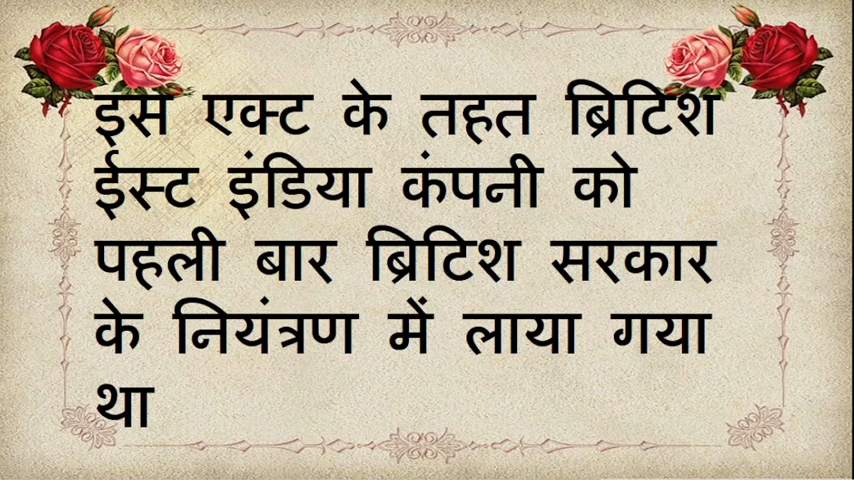 इस एक्ट के तहत ब्रिटिश
ईस्ट इंडिया कंपनी को
पहली बार ब्रिटिश सरकार
के नियंत्रण में लाया गया
था